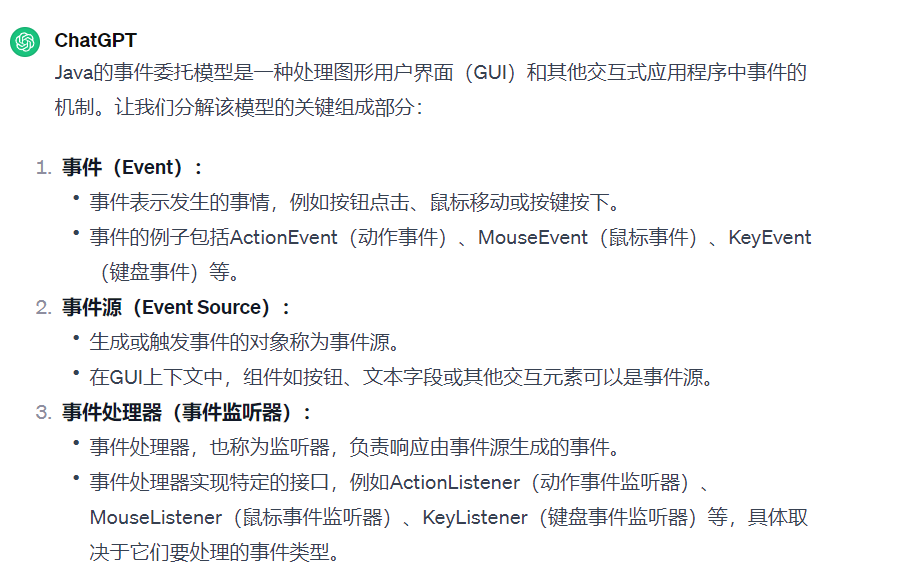 ChatGPT
Java的事件委托模型是一种处理图形用户界面（GUI）和其他交互式应用程序中事件的
机制。让我们分解该模型的关键组成部分：
1. 事件（Event）：
• 事件表示发生的事情，例如按钮点击、鼠标移动或按键按下。
• 事件的例子包括ActionEvent（动作事件）、MouseEvent（鼠标事件）、KeyEvent
（键盘事件）等。
2. 事件源（Event Source）：
• 生成或触发事件的对象称为事件源。
• 在GUI上下文中，组件如按钮、文本字段或其他交互元素可以是事件源。
3. 事件处理器（事件监听器）：
• 事件处理器，也称为监听器，负责响应由事件源生成的事件。
• 事件处理器实现特定的接口，例如ActionListener（动作事件监听器）、
MouseListener（鼠标事件监听器）、KeyListener（键盘事件监听器）等，具体取
决于它们要处理的事件类型。